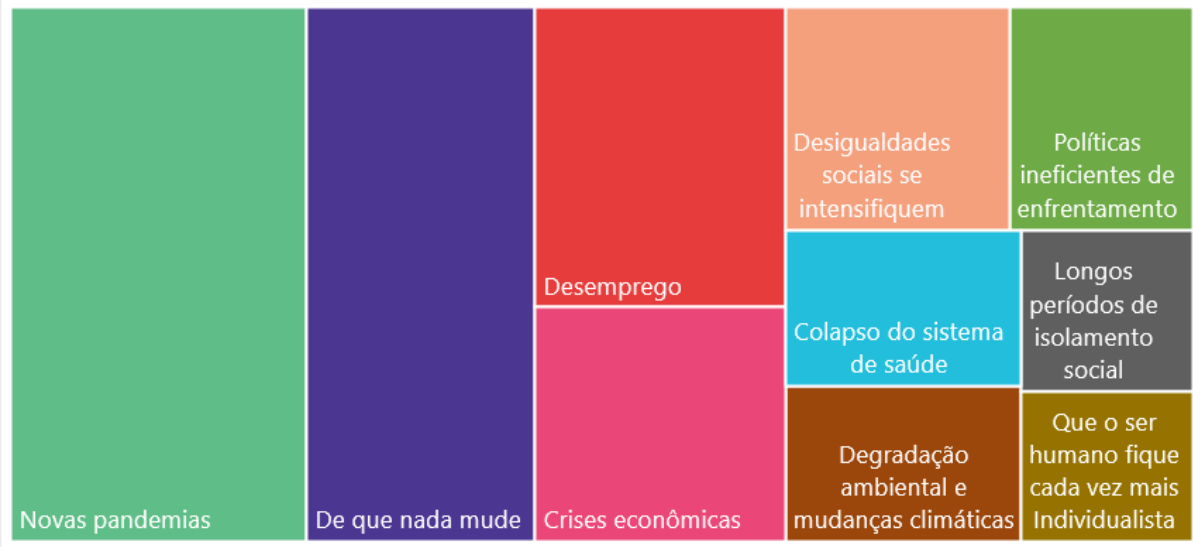 Novas pandemias
De que nada mude
Desemprego
Crises econômicas
Desigualdades
sociais se
intensifiquem
Políticas
ineficientes de
enfrentamento
Colapso do sistema
de saúde
Longos
períodos de
isolamento
social
Degradação
ambiental e
mudanças climáticas
Que o ser
humano fique
cada vez mais
Individualista